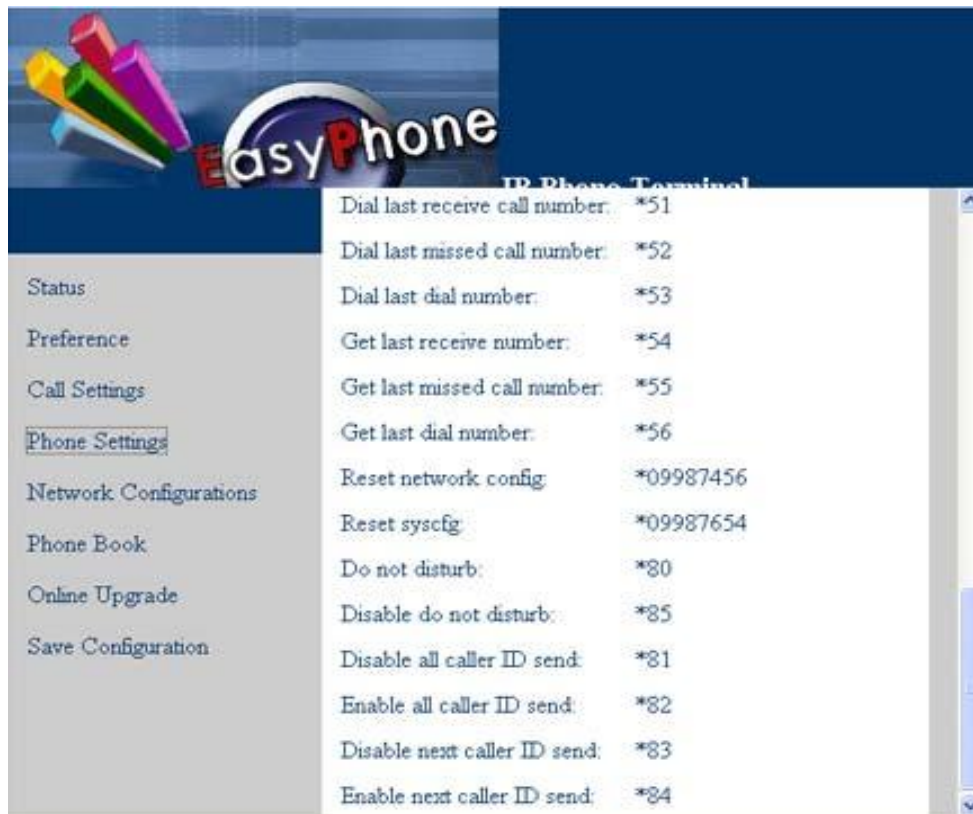 EasyPhone
IP Phone Terminal
Status
Preference
Call Settings
Phone Settings
Network Configurations
Phone Book
Online Upgrade
Save Configuration
Dial last receive call number: *51
Dial last missed call number: *52
Dial last dial number: *53
Get last receive number: *54
Get last missed call number: *55
Get last dial number: *56
Reset network config: *09987456
Reset syscfg: *09987654
Do not disturb: *80
Disable do not disturb: *85
Disable all caller ID send: *81
Enable all caller ID send: *82
Disable next caller ID send: *83
Enable next caller ID send: *84